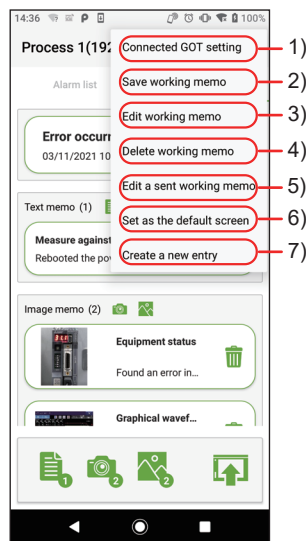 14:36 100%
Process 1(192
Connected GOT setting 1)
Alarm list
Save working memo 2)
Edit working memo 3)
Error occurr
03/11/2021 10
Delete working memo 4)
Edit a sent working memo 5)
Text memo (1)
Set as the default screen 6)
Measure against
Rebooted the pov
Create a new entry 7)
Image memo (2)
Equipment status
Found an error in...
Graphical wavef...
1 2 2